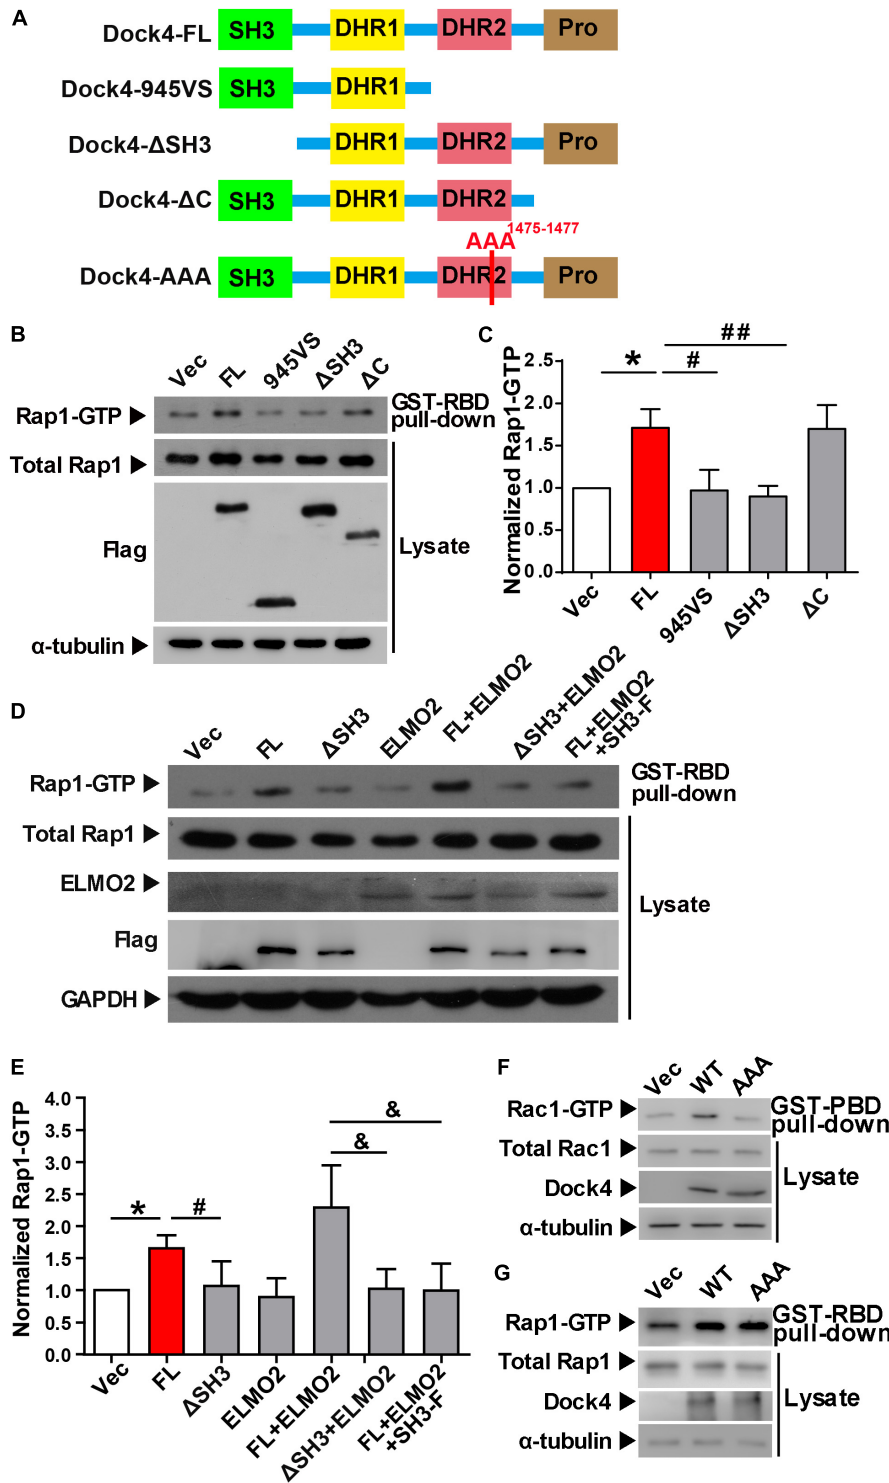 A
Dock4-FL SH3 DHR1 DHR2 Pro
Dock4-945VS SH3 DHR1
Dock4-ΔSH3 DHR1 DHR2 Pro
Dock4-ΔC SH3 DHR1 DHR2
AAA1475-1477
Dock4-AAA SH3 DHR1 DHR2 Pro
B
Vec FL 945VS ΔSH3 ΔC
Rap1-GTP GST-RBD
pull-down
Total Rap1
Flag
Lysate
α-tubulin
C
##
* #
Normalized Rap1-GTP
2.5
2.0
1.5
1.0
0.5
0.0
Vec FL 945VS ΔSH3 ΔC
D
Vec FL ΔSH3 ELMO2 FL+ELMO2 ΔSH3+ELMO2 FL+ELMO2
+SH3-F
Rap1-GTP GST-RBD
pull-down
Total Rap1
ELMO2
Lysate
Flag
GAPDH
E
Normalized Rap1-GTP
4.0
3.5
3.0
2.5
2.0
1.5
1.0
0.5
0.0
&
&
* #
Vec FL ΔSH3 ELMO2 FL+ELMO2 ΔSH3+ELMO2 FL+ELMO2
+SH3-F
F
Vec WT AAA
Rac1-GTP GST-PBD
pull-down
Total Rac1
Dock4
Lysate
α-tubulin
G
Vec WT AAA
Rap1-GTP GST-RBD
pull-down
Total Rap1
Dock4
Lysate
α-tubulin